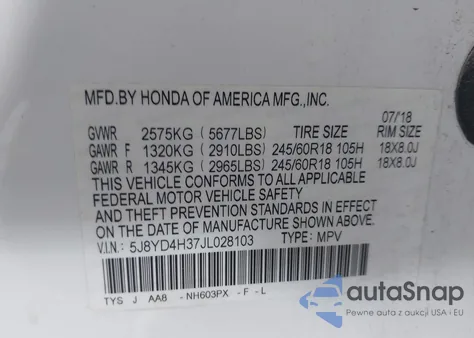 MFD.BY HONDA OF AMERICA MFG.,INC.
07/18
GVWR 2575KG (5677LBS) TIRE SIZE RIM SIZE
GAWR F 1320KG (2910LBS) 245/60R18 105H 18X8.0J
GAWR R 1345KG (2965LBS) 245/60R18 105H 18X8.0J
THIS VEHICLE CONFORMS TO ALL APPLICABLE
FEDERAL MOTOR VEHICLE SAFETY
AND THEFT PREVENTION STANDARDS IN EFFECT
ON THE DATE OF MANUFACTURE SHOWN ABOVE.
V.I.N.: 5J8YD4H37JL028103 TYPE: MPV
TYS J AA8 - NH603PX - F - L
autoSnap
Pewne auta z aukcji USA i EU